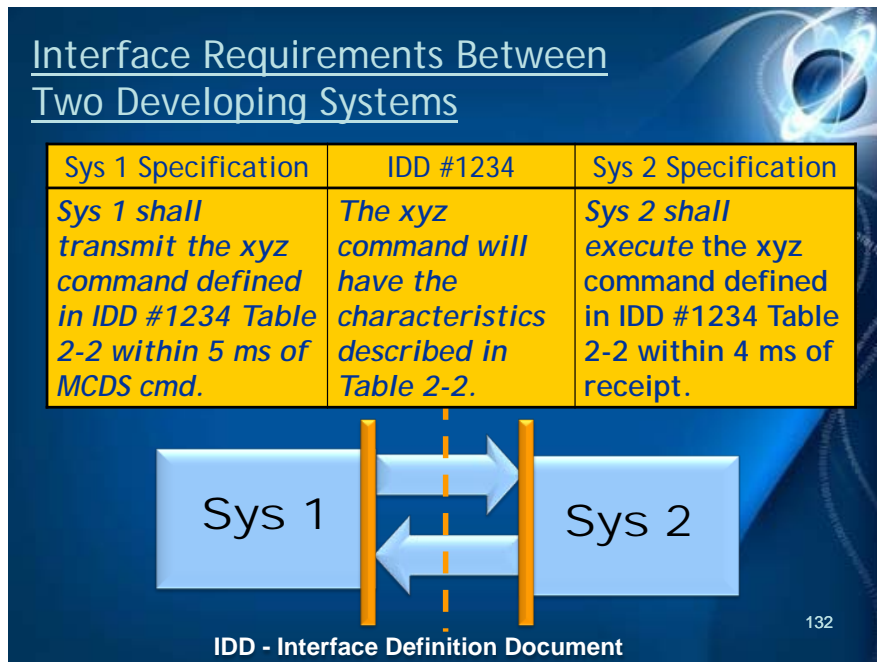 Interface Requirements Between
Two Developing Systems
Sys 1 Specification
IDD #1234
Sys 2 Specification
Sys 1 shall
transmit the xyz
command defined
in IDD #1234 Table
2-2 within 5 ms of
MCDS cmd.
The xyz
command will
have the
characteristics
described in
Table 2-2.
Sys 2 shall
execute the xyz
command defined
in IDD #1234 Table
2-2 within 4 ms of
receipt.
Sys 1
Sys 2
132
IDD - Interface Definition Document